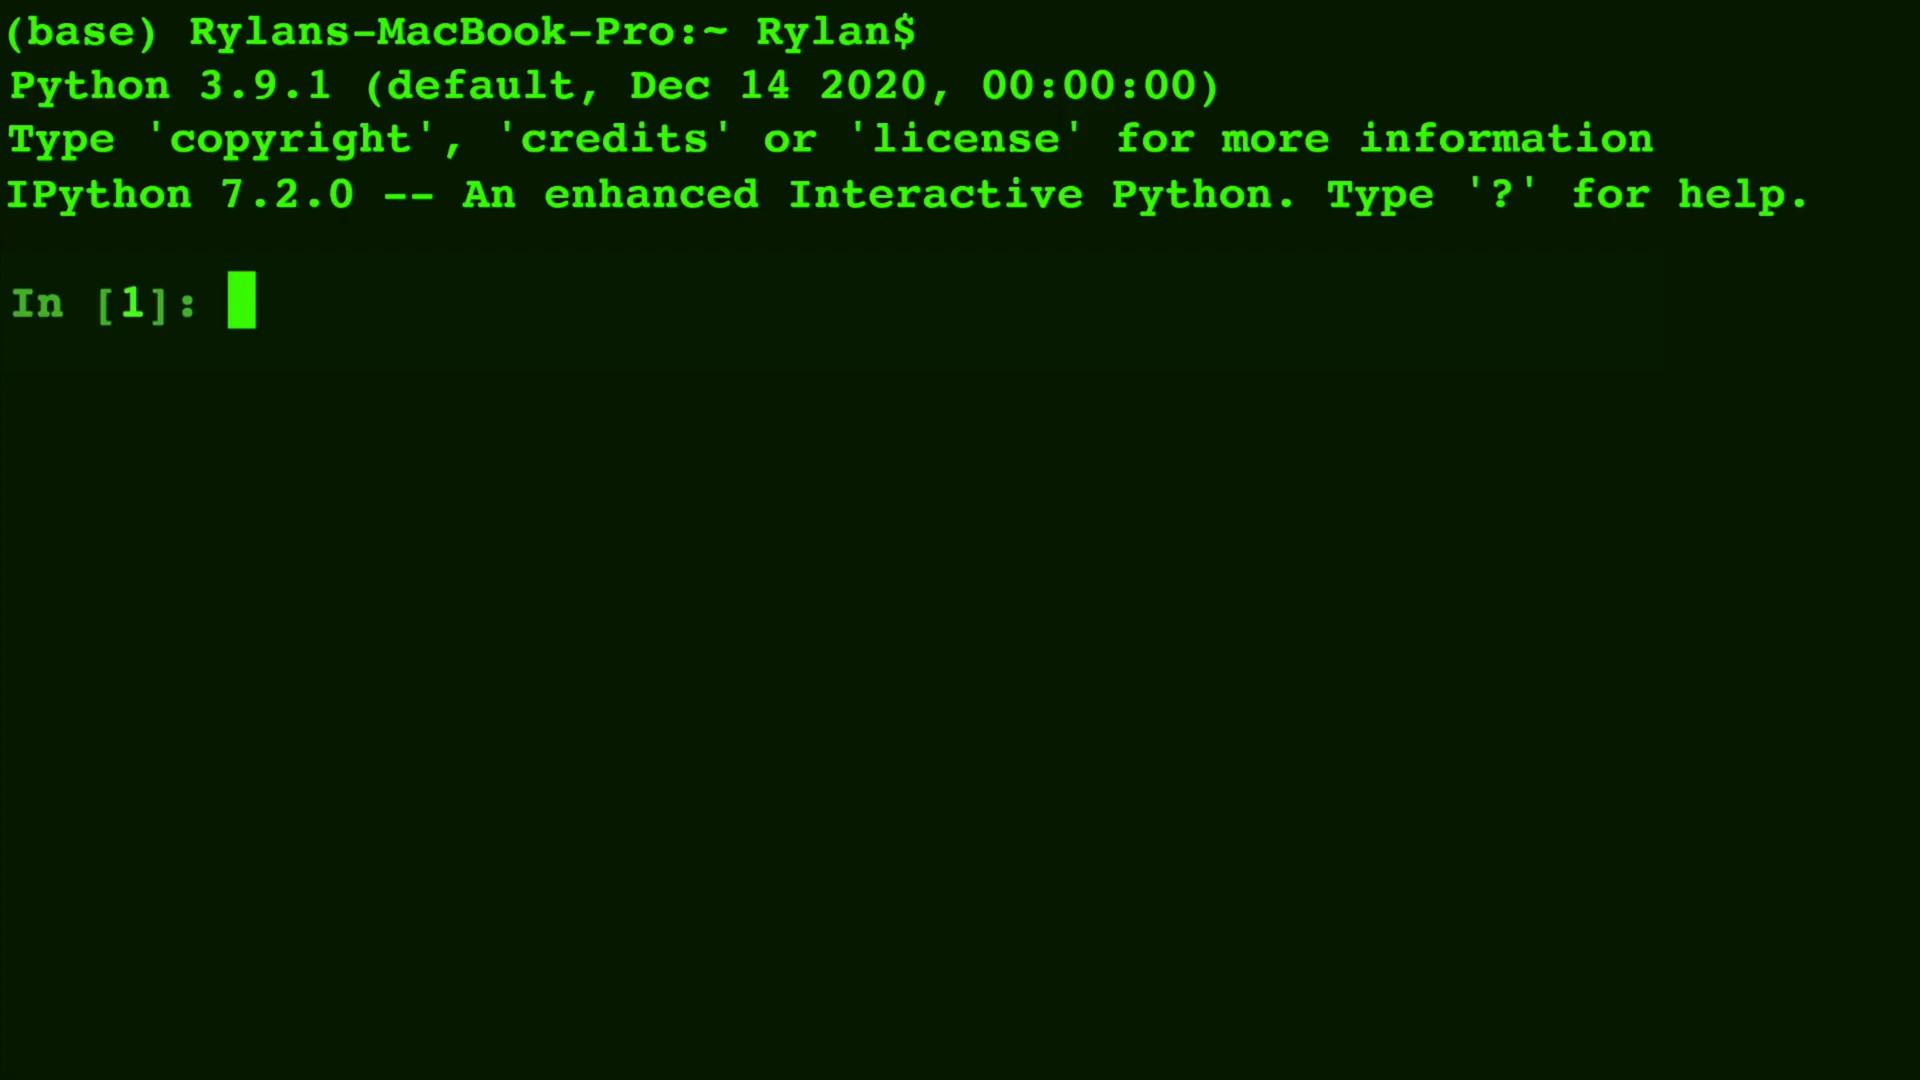 (base) Rylans-MacBook-Pro:~ Rylan$
Python 3.9.1 (default, Dec 14 2020, 00:00:00)
Type 'copyright', 'credits' or 'license' for more information
IPython 7.2.0 -- An enhanced Interactive Python. Type '?' for help.
In [1]: